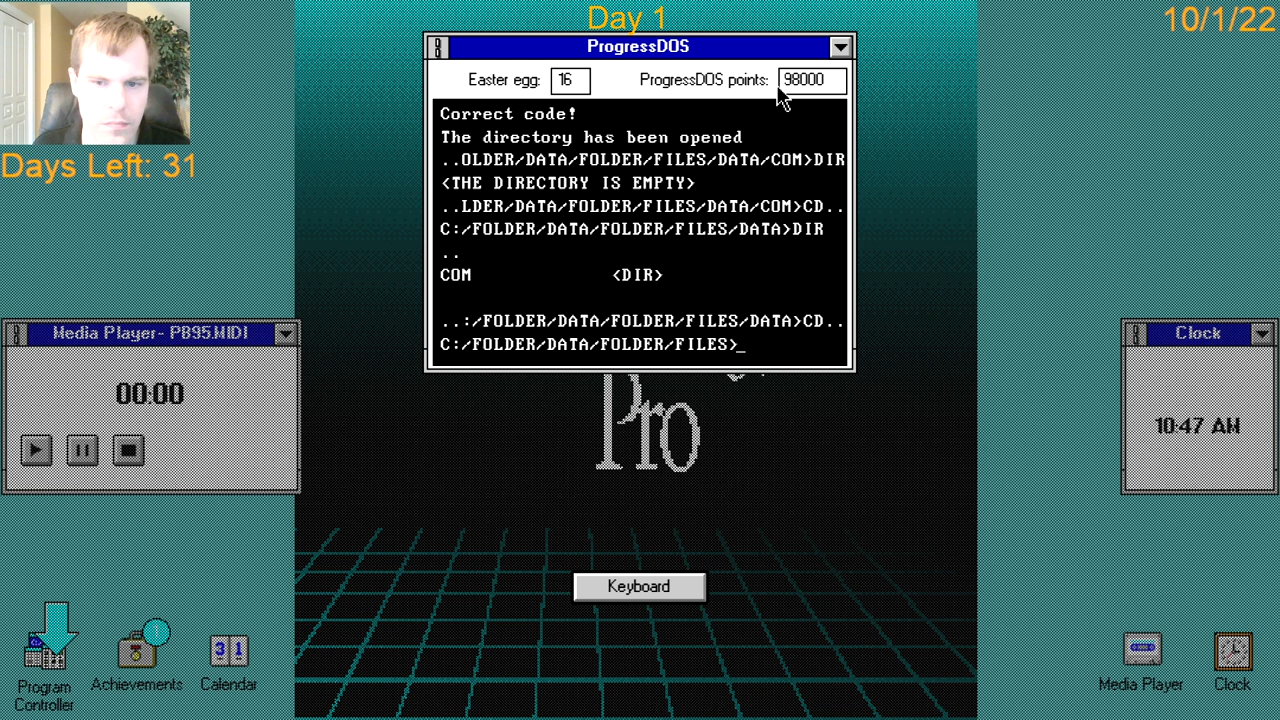 Day 1
10/1/22
ProgressDOS
Easter egg: 16
ProgressDOS points: 98000
Correct code!
The directory has been opened
..OLDER/DATA/FOLDER/FILES/DATA/COM>DIR
<THE DIRECTORY IS EMPTY>
..LDER/DATA/FOLDER/FILES/DATA/COM>CD..
C:/FOLDER/DATA/FOLDER/FILES/DATA>DIR
..
COM <DIR>
..:/FOLDER/DATA/FOLDER/FILES/DATA>CD..
C:/FOLDER/DATA/FOLDER/FILES>_
Days Left: 31
Media Player- PB95.MIDI
00:00
Clock
10:47 AM
Pro
Keyboard
Program
Controller
Achievements
1
Calendar
31
Media Player
Clock